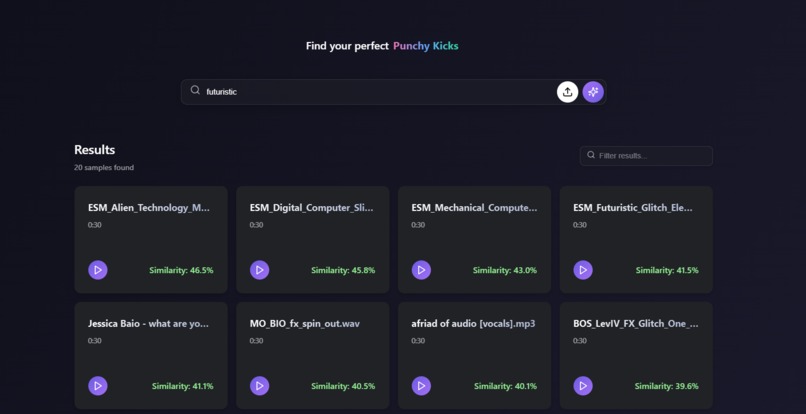 Find your perfect Punchy Kicks
futuristic
Results
20 samples found
Filter results...
ESM_Alien_Technology_M...
0:30
Similarity: 46.5%
ESM_Digital_Computer_Sli...
0:30
Similarity: 45.8%
ESM_Mechanical_Compute...
0:30
Similarity: 43.0%
ESM_Futuristic_Glitch_Ele...
0:30
Similarity: 41.5%
Jessica Baio - what are yo...
0:30
Similarity: 41.1%
MO_BIO_fx_spin_out.wav
0:30
Similarity: 40.5%
afriad of audio [vocals].mp3
0:30
Similarity: 40.1%
BOS_LevIV_FX_Glitch_One_...
0:30
Similarity: 39.6%